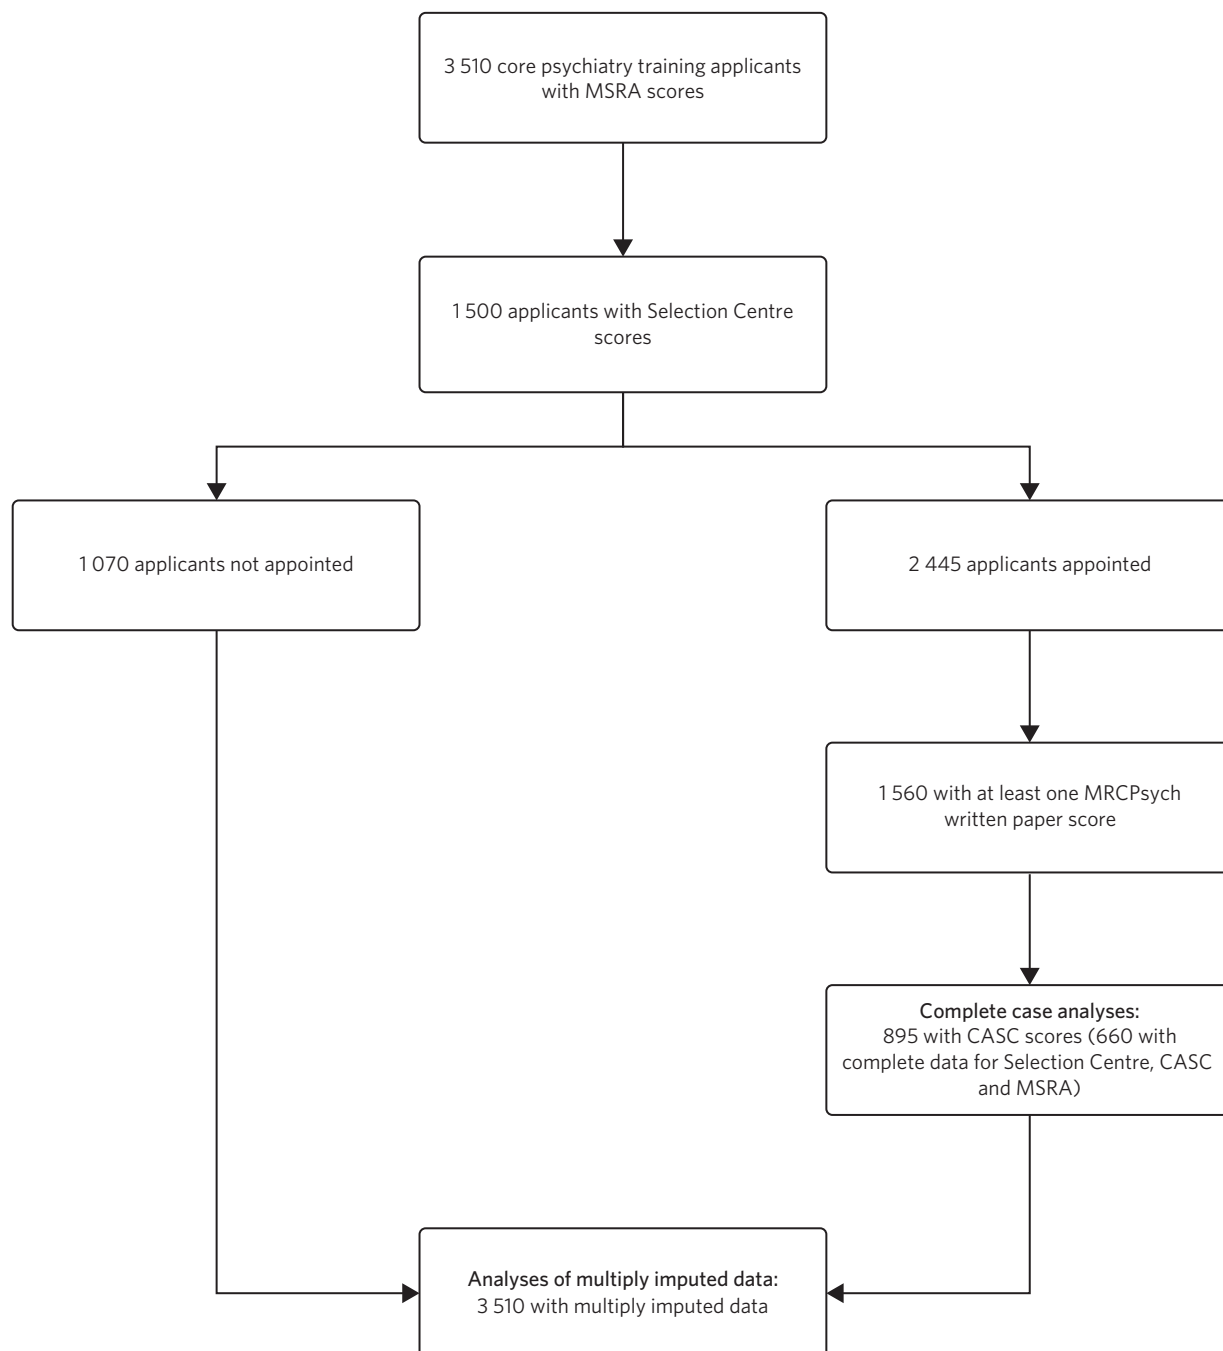 3 510 core psychiatry training applicants
with MSRA scores
1 500 applicants with Selection Centre
scores
1 070 applicants not appointed
2 445 applicants appointed
1 560 with at least one MRCPsych
written paper score
Complete case analyses:
895 with CASC scores (660 with
complete data for Selection Centre, CASC
and MSRA)
Analyses of multiply imputed data:
3 510 with multiply imputed data